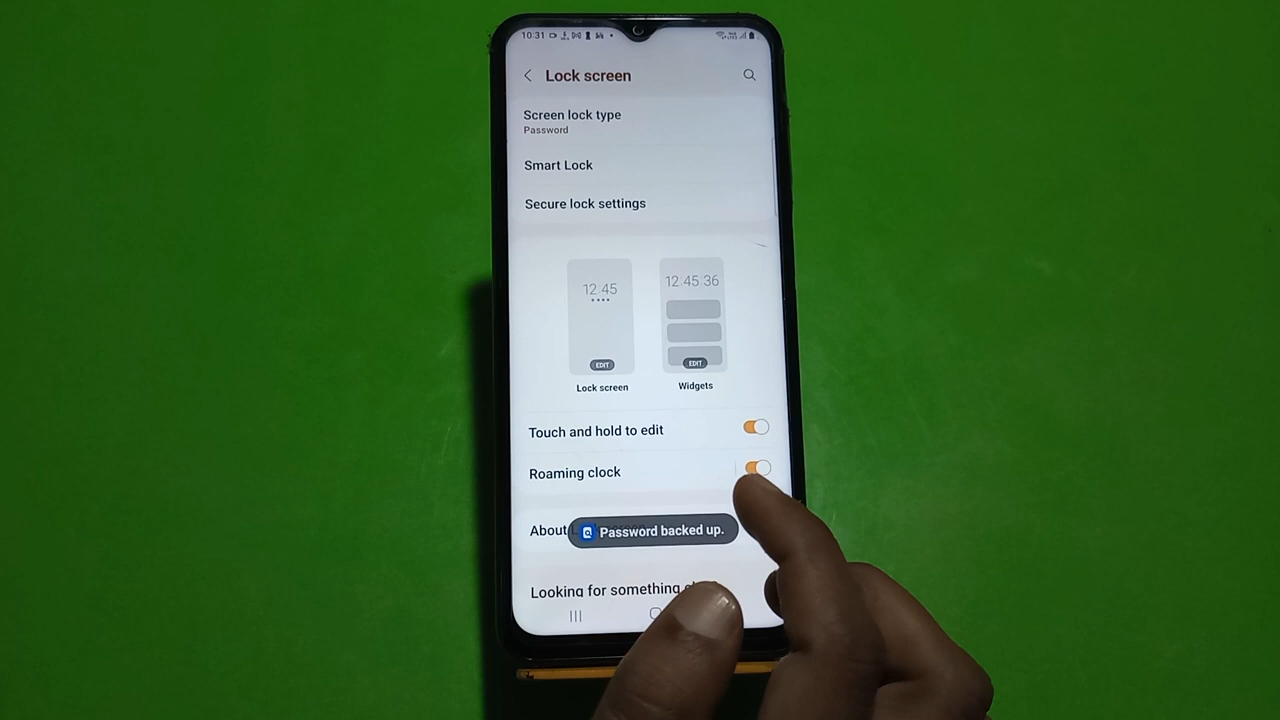 10:31
Lock screen
Screen lock type
Password
Smart Lock
Secure lock settings
12:45
12:45 36
EDIT
EDIT
Lock screen
Widgets
Touch and hold to edit
Roaming clock
About
Password backed up.
Looking for something